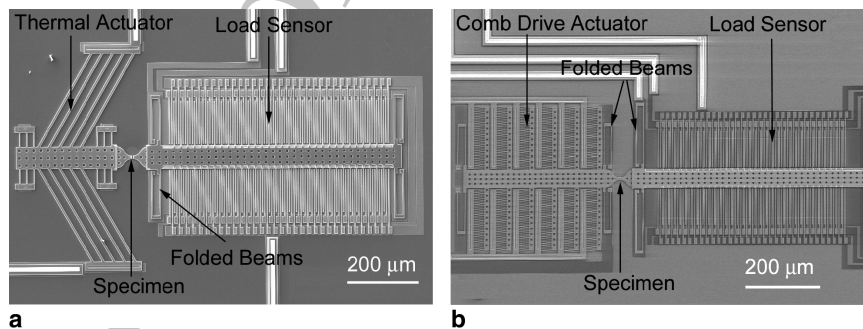 Thermal Actuator
Load Sensor
Folded Beams
Specimen
200 μm
a
Comb Drive Actuator
Load Sensor
Folded Beams
Specimen
200 μm
b